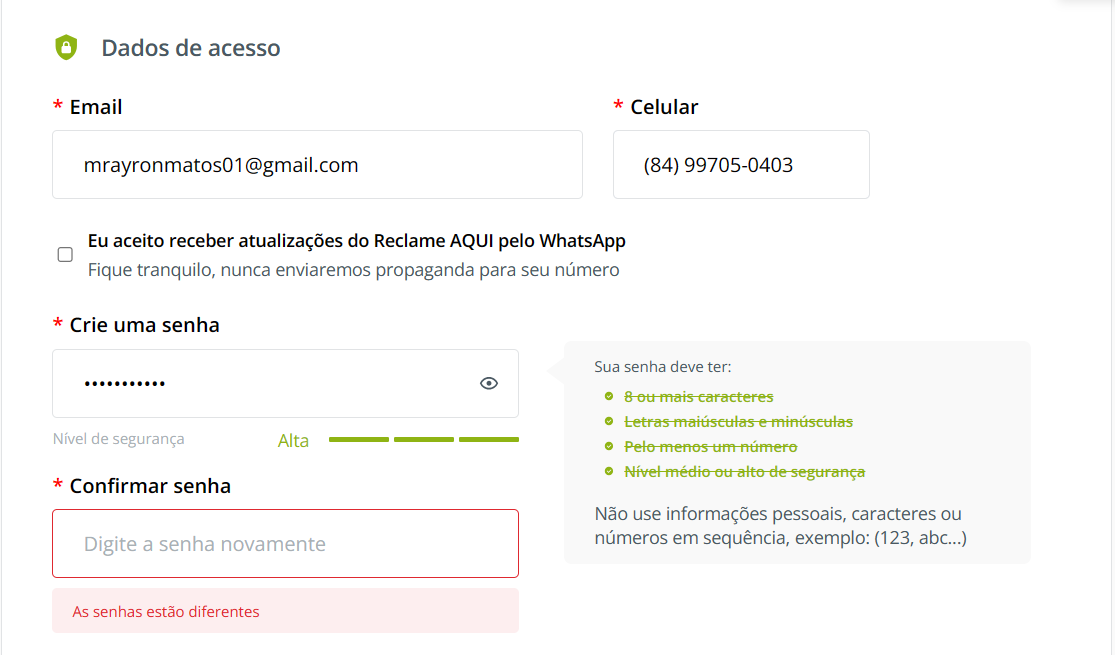 Dados de acesso
* Email
* Celular
mrayronmatos01@gmail.com
(84) 99705-0403
Eu aceito receber atualizações do Reclame AQUI pelo WhatsApp
Fique tranquilo, nunca enviaremos propaganda para seu número
* Crie uma senha
•••••••••••
Nível de segurança
Alta
Sua senha deve ter:
8 ou mais caracteres
Letras maiúsculas e minúsculas
Pelo menos um número
Nível médio ou alto de segurança
Não use informações pessoais, caracteres ou
números em sequência, exemplo: (123, abc...)
* Confirmar senha
Digite a senha novamente
As senhas estão diferentes